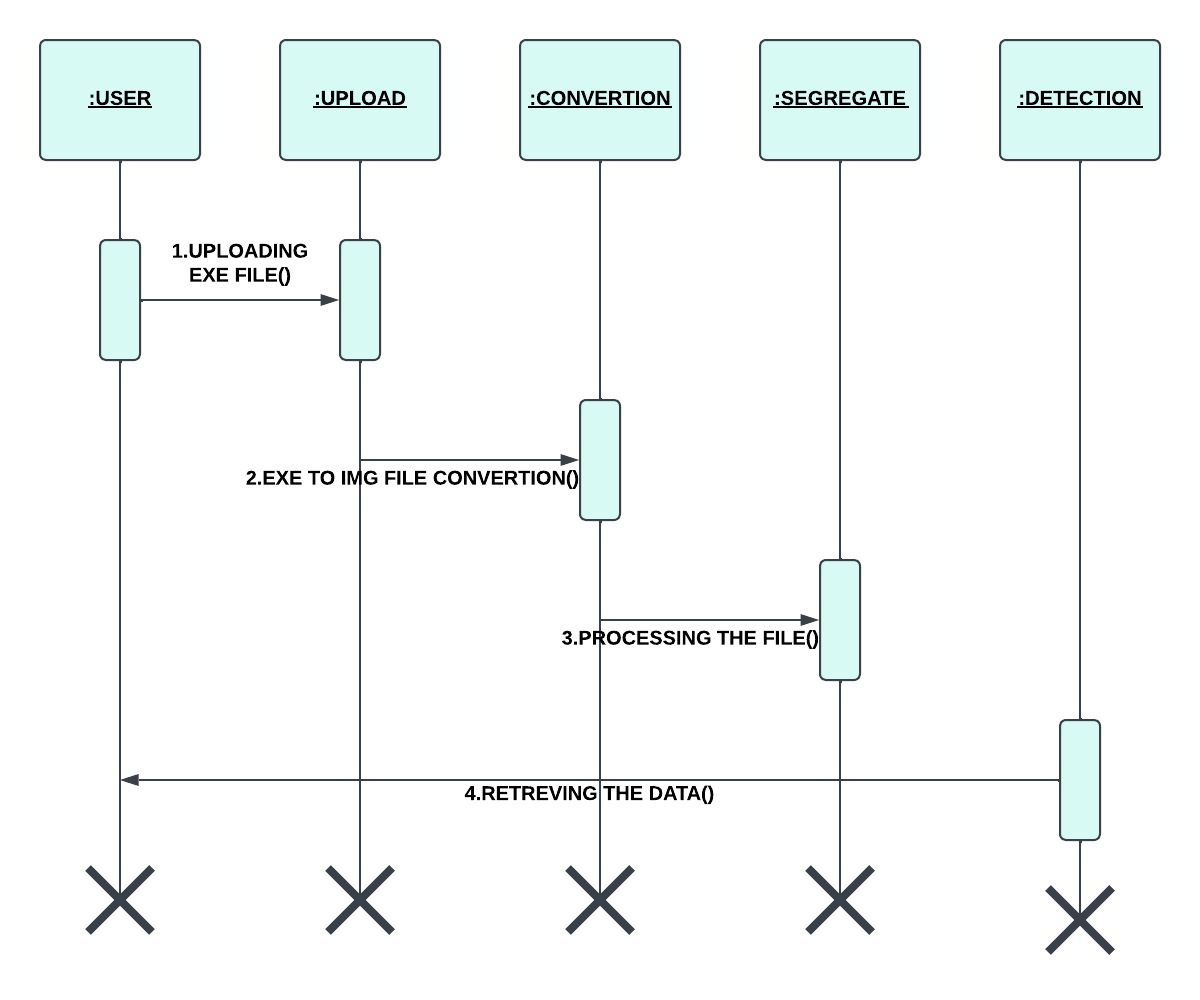 :USER
:UPLOAD
:CONVERTION
:SEGREGATE
:DETECTION
1.UPLOADING
EXE FILE()
2.EXE TO IMG FILE CONVERTION()
3.PROCESSING THE FILE()
4.RETREVING THE DATA()